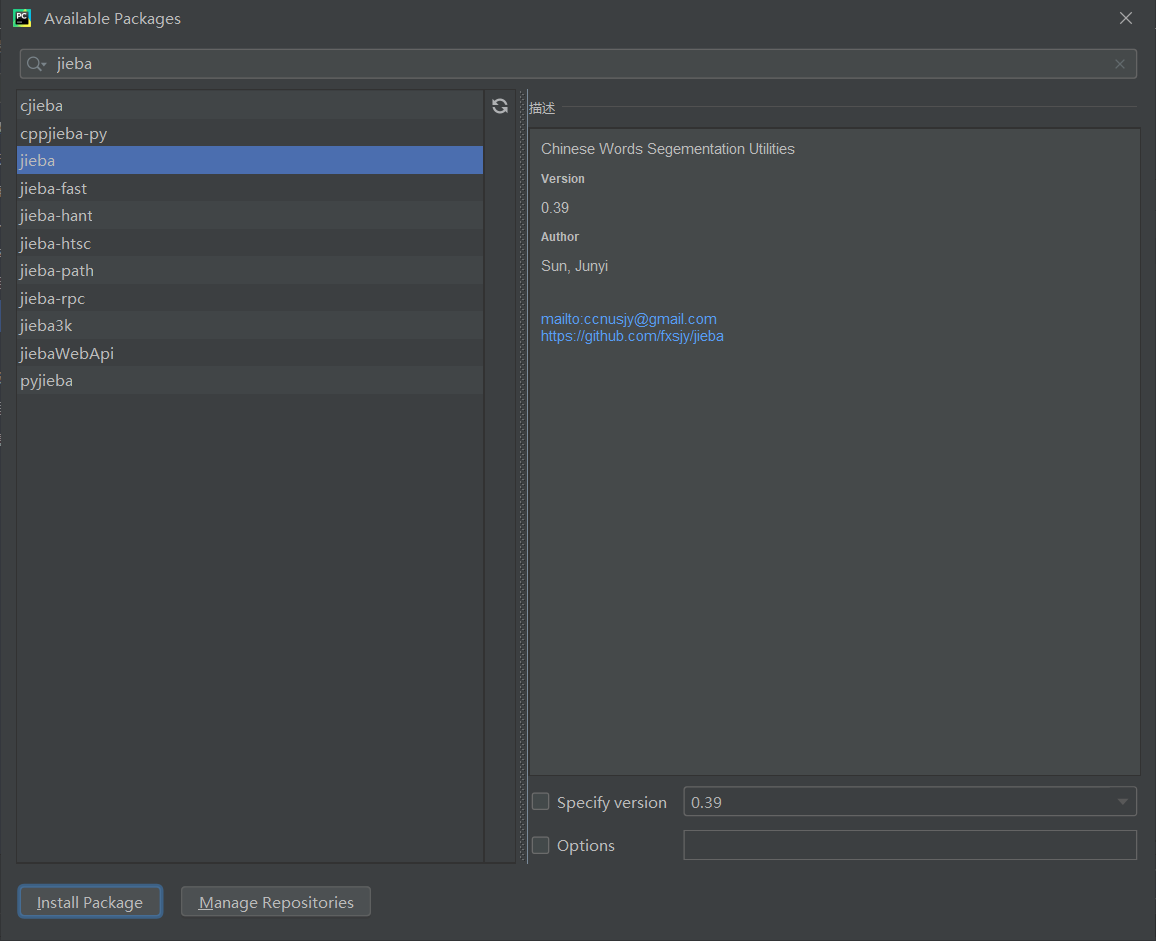 Available Packages
jieba
cjieba
cppjieba-py
jieba
jieba-fast
jieba-hant
jieba-htsc
jieba-path
jieba-rpc
jieba3k
jiebaWebApi
pyjieba
描述
Chinese Words Segementation Utilities
Version
0.39
Author
Sun, Junyi
mailto:ccnusjy@gmail.com
https://github.com/fxsjy/jieba
Specify version
0.39
Options
Install Package
Manage Repositories